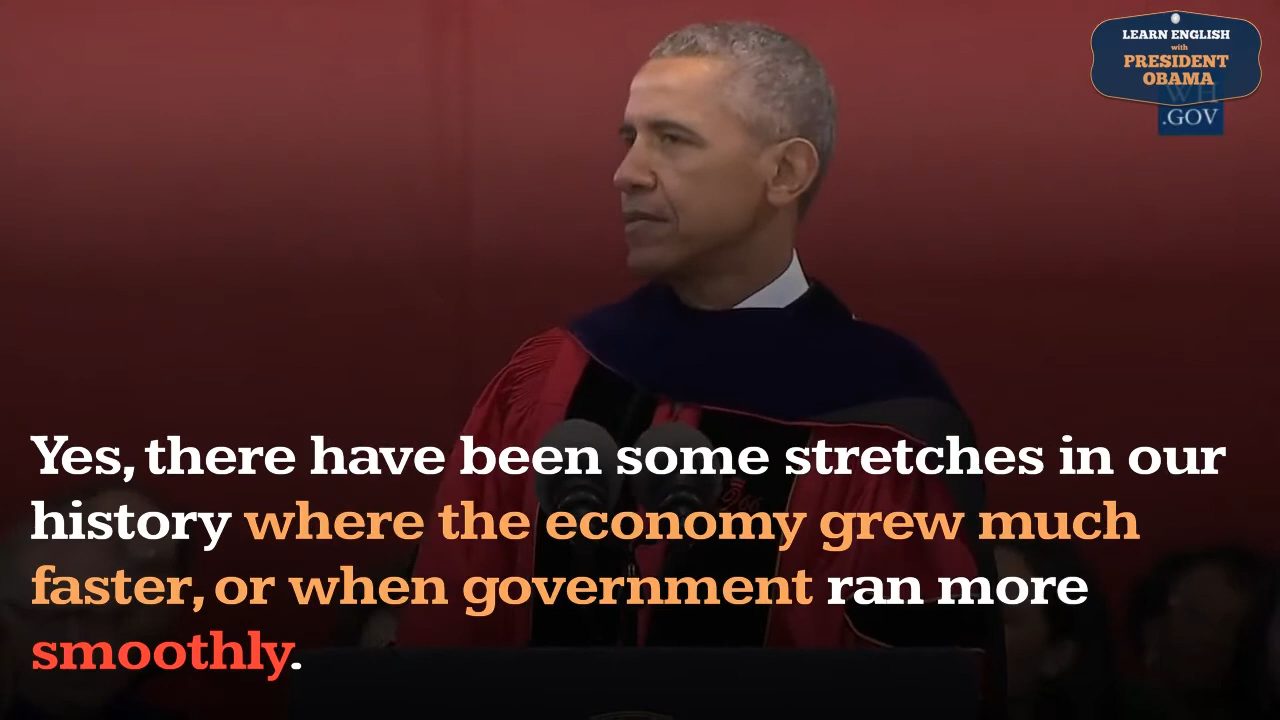 LEARN ENGLISH
with
PRESIDENT
OBAMA
WH
.GOV
Yes, there have been some stretches in our
history where the economy grew much
faster, or when government ran more
smoothly.